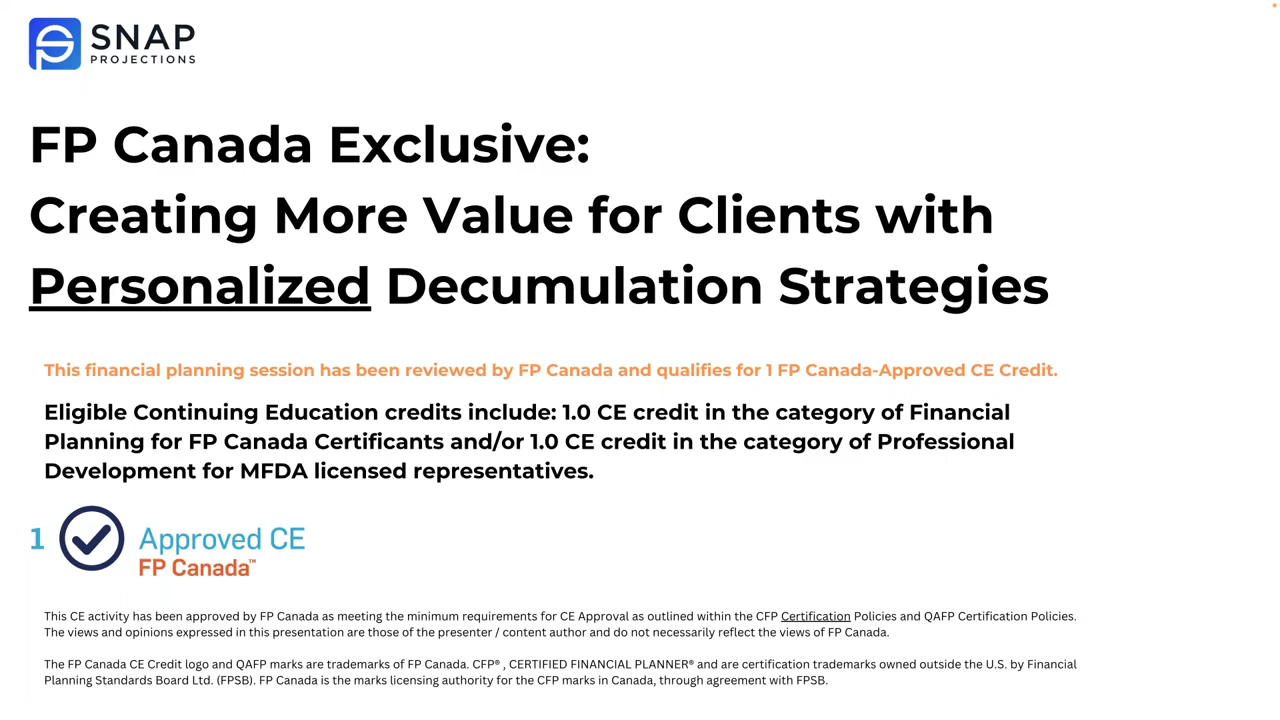 SNAP
PROJECTIONS
FP Canada Exclusive:
Creating More Value for Clients with
Personalized Decumulation Strategies
This financial planning session has been reviewed by FP Canada and qualifies for 1 FP Canada-Approved CE Credit.
Eligible Continuing Education credits include: 1.0 CE credit in the category of Financial
Planning for FP Canada Certificants and/or 1.0 CE credit in the category of Professional
Development for MFDA licensed representatives.
1 Approved CE
FP Canada™
This CE activity has been approved by FP Canada as meeting the minimum requirements for CE Approval as outlined within the CFP Certification Policies and QAFP Certification Policies.
The views and opinions expressed in this presentation are those of the presenter / content author and do not necessarily reflect the views of FP Canada.
The FP Canada CE Credit logo and QAFP marks are trademarks of FP Canada. CFP® , CERTIFIED FINANCIAL PLANNER® and are certification trademarks owned outside the U.S. by Financial
Planning Standards Board Ltd. (FPSB). FP Canada is the marks licensing authority for the CFP marks in Canada, through agreement with FPSB.